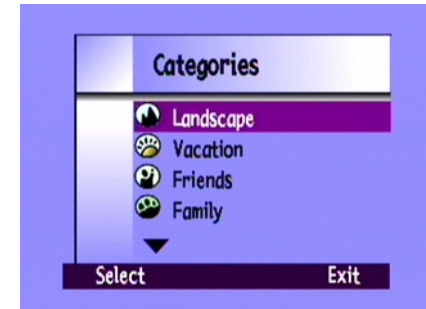 Categories
Landscape
Vacation
Friends
Family
Select Exit